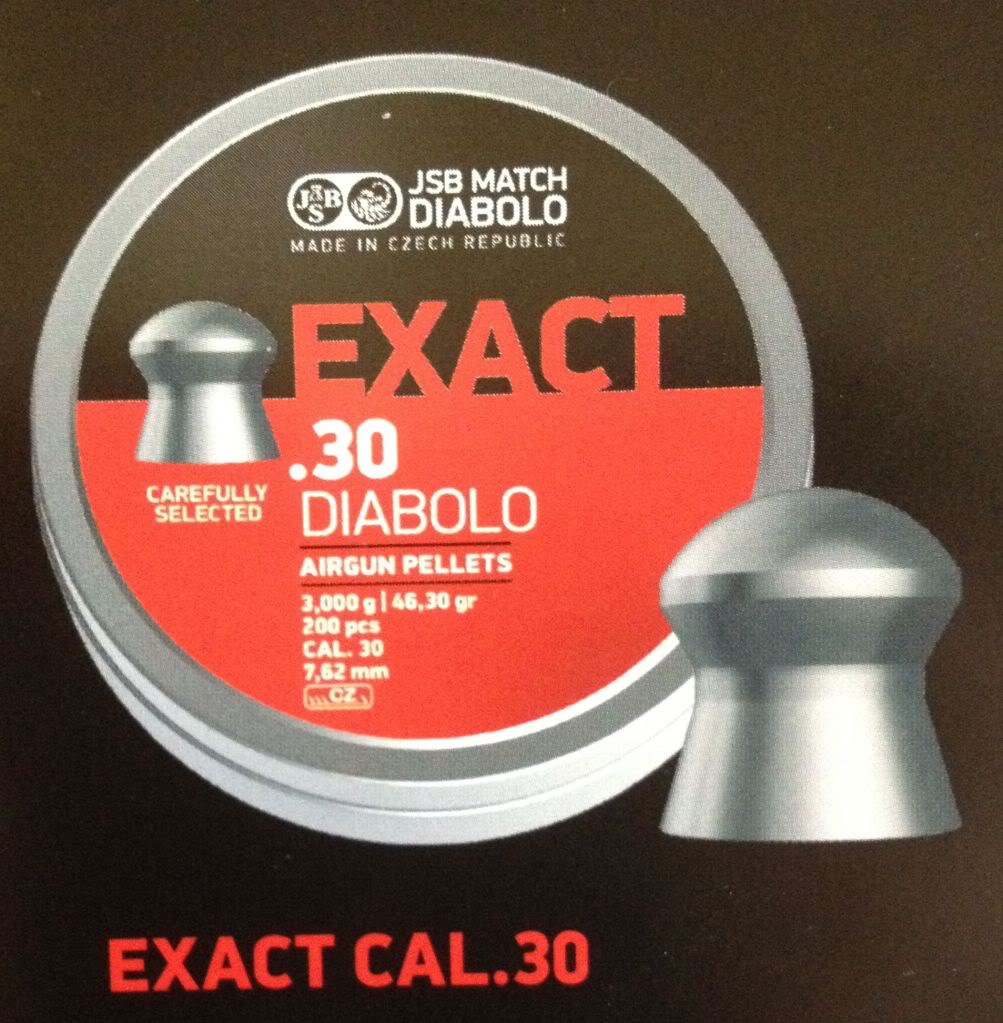 JSB
JSB MATCH
DIABOLO
MADE IN CZECH REPUBLIC
EXACT
.30
DIABOLO
CAREFULLY
SELECTED
AIRGUN PELLETS
3,000 g | 46,30 gr
200 pcs
CAL. 30
7,62 mm
CZ
EXACT CAL.30